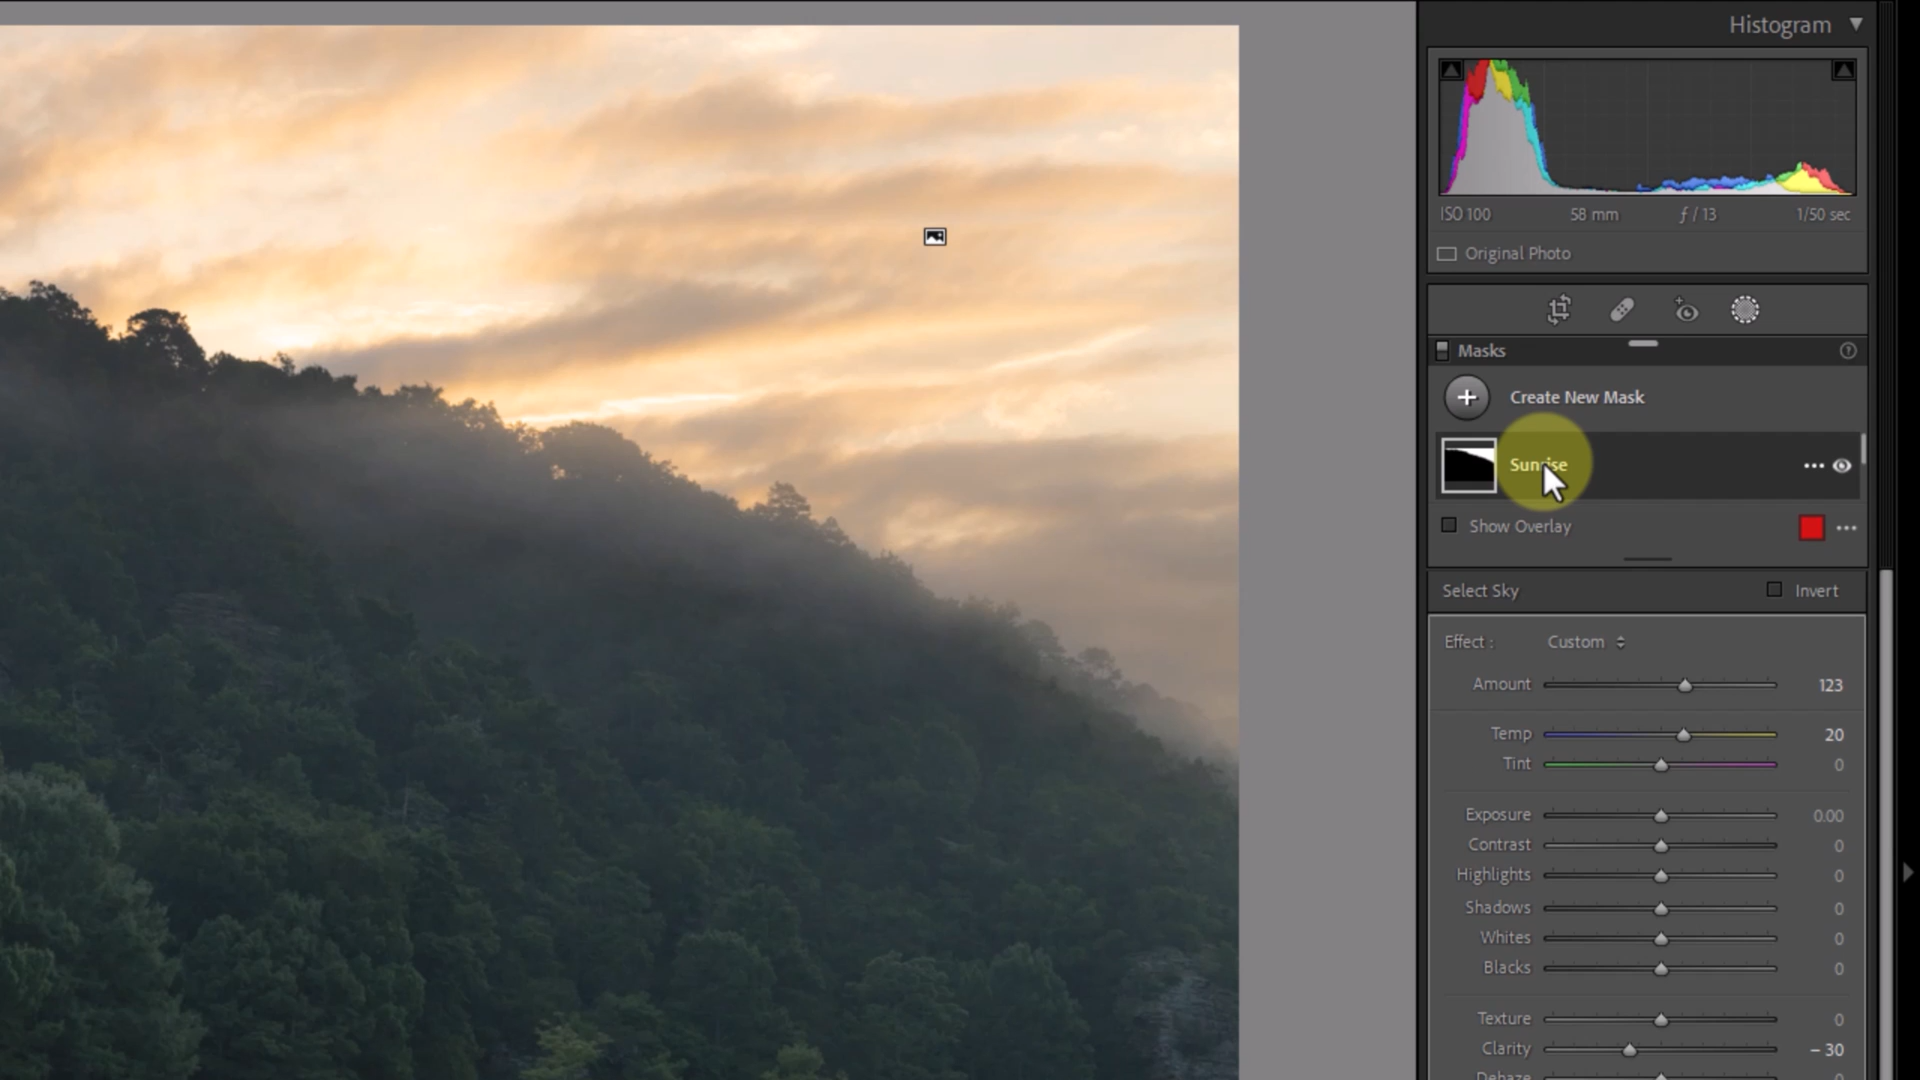 Histogram
ISO 100 58 mm ƒ / 13 1/50 sec
Original Photo
Masks
Create New Mask
Sunrise
Show Overlay
Select Sky Invert
Effect : Custom
Amount 123
Temp 20
Tint 0
Exposure 0.00
Contrast 0
Highlights 0
Shadows 0
Whites 0
Blacks 0
Texture 0
Clarity – 30
Dehaze 0